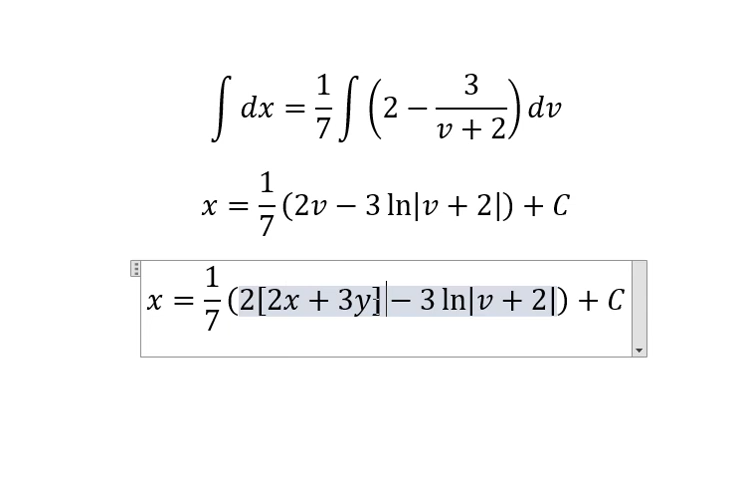 ∫ dx = 1/7 ∫ (2 − 3/(v + 2)) dv
x = 1/7 (2v − 3 ln|v + 2|) + C
x = 1/7 (2[2x + 3y] − 3 ln|v + 2|) + C